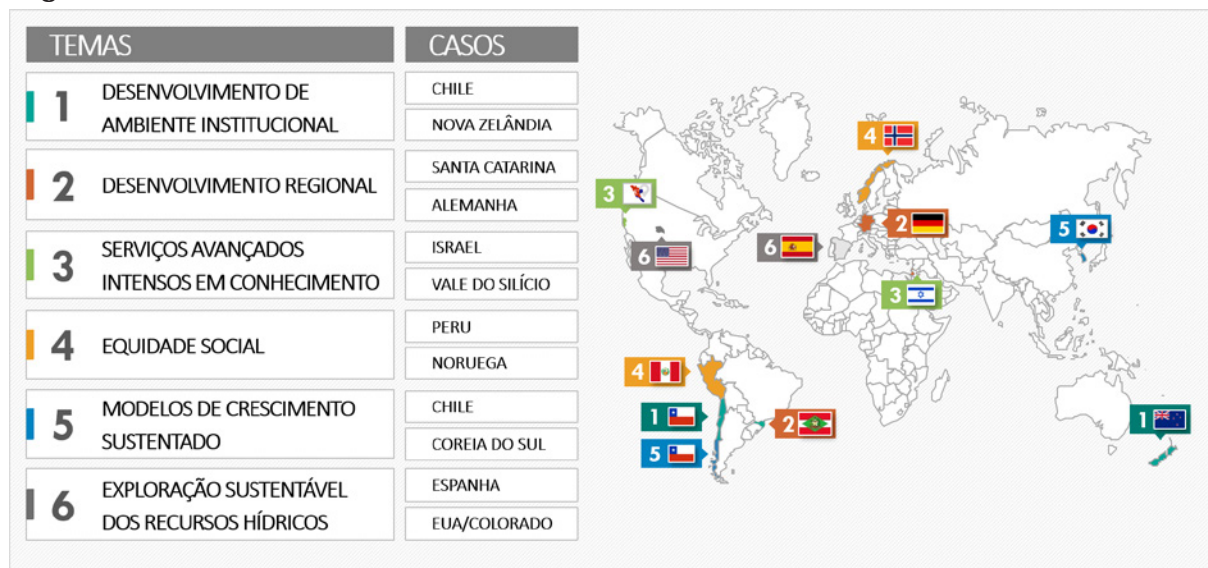 TEMAS
CASOS
1
DESENVOLVIMENTO DE
AMBIENTE INSTITUCIONAL
CHILE
NOVA ZELÂNDIA
2
DESENVOLVIMENTO REGIONAL
SANTA CATARINA
ALEMANHA
3
SERVIÇOS AVANÇADOS
INTENSOS EM CONHECIMENTO
ISRAEL
VALE DO SILÍCIO
4
EQUIDADE SOCIAL
PERU
NORUEGA
5
MODELOS DE CRESCIMENTO
SUSTENTADO
CHILE
COREIA DO SUL
6
EXPLORAÇÃO SUSTENTÁVEL
DOS RECURSOS HÍDRICOS
ESPANHA
EUA/COLORADO
4
3
2
5
6
6
3
4
1
2
1
5